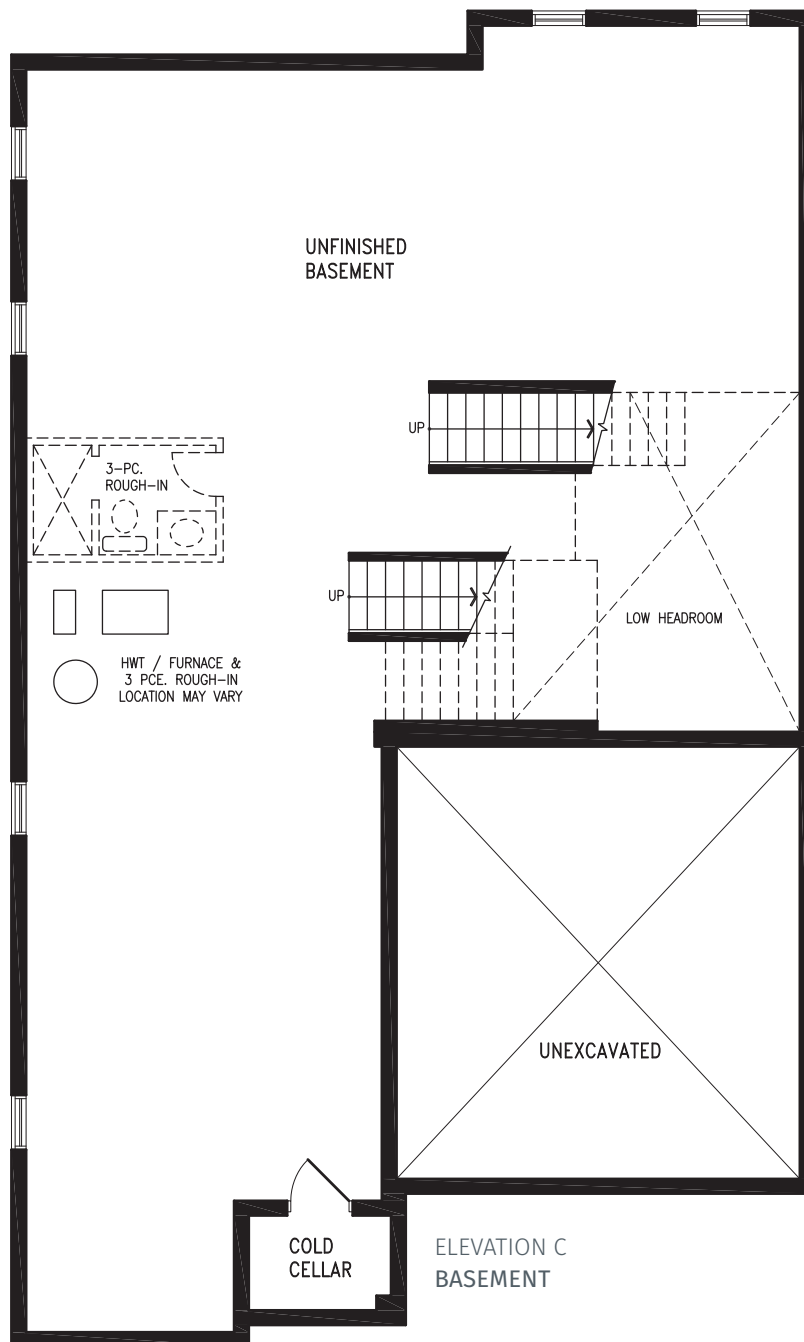 UNFINISHED
BASEMENT
UP
3-PC.
ROUGH-IN
UP
LOW HEADROOM
HWT / FURNACE &
3 PCE. ROUGH-IN
LOCATION MAY VARY
UNEXCAVATED
COLD
CELLAR
ELEVATION C
BASEMENT